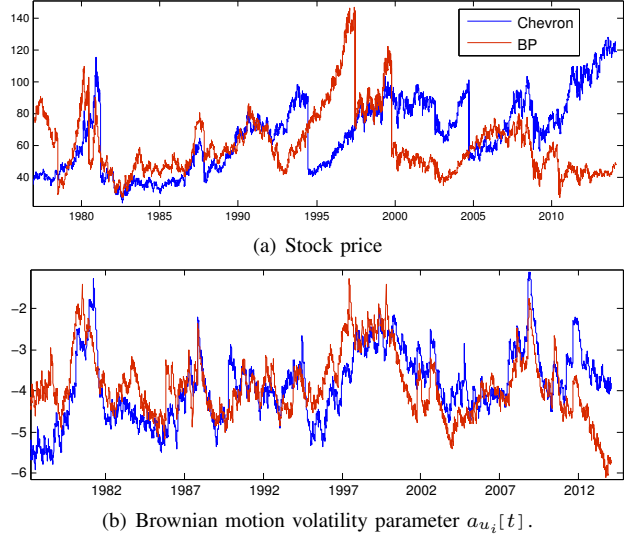 140
120
100
80
60
40
Chevron
BP
1980 1985 1990 1995 2000 2005 2010
(a) Stock price
−2
−3
−4
−5
−6
1982 1987 1992 1997 2002 2007 2012
(b) Brownian motion volatility parameter a_{u_i}[t].